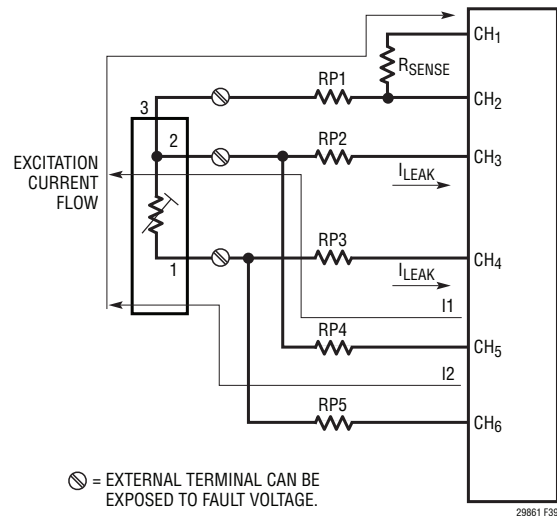 CH1
RSENSE
RP1
CH2
3
2
RP2
CH3
EXCITATION
CURRENT
FLOW
ILEAK
RP3
CH4
1
ILEAK
I1
RP4
CH5
I2
RP5
CH6
= EXTERNAL TERMINAL CAN BE
EXPOSED TO FAULT VOLTAGE.
29861 F39